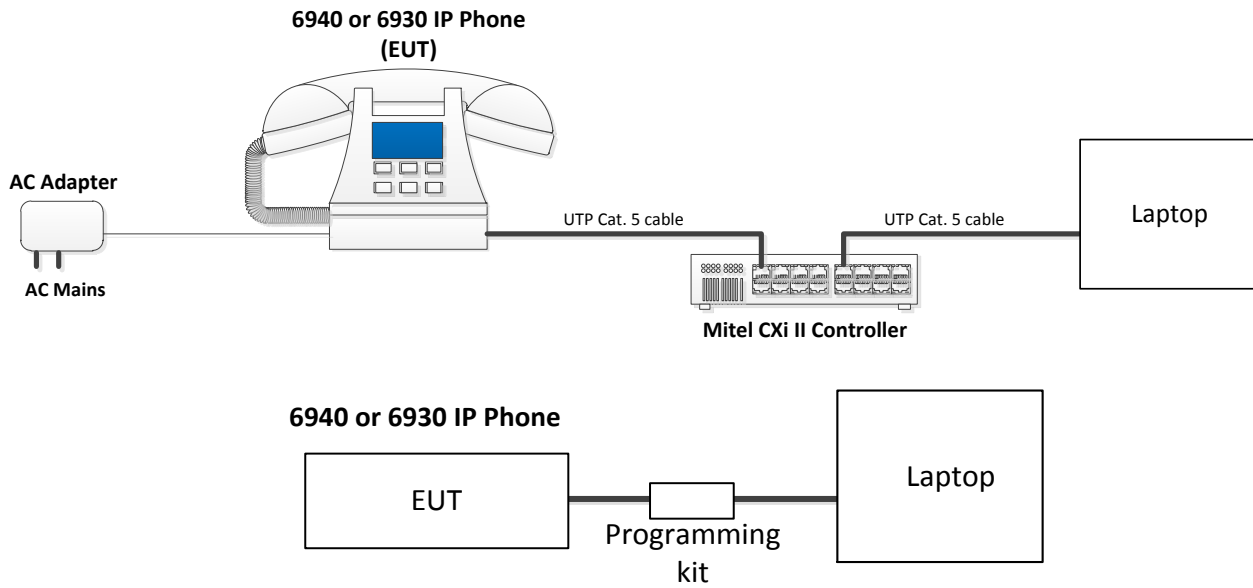 6940 or 6930 IP Phone
(EUT)
AC Adapter
AC Mains
UTP Cat. 5 cable
UTP Cat. 5 cable
Laptop
Mitel CXi II Controller
6940 or 6930 IP Phone
EUT
Programming
kit
Laptop